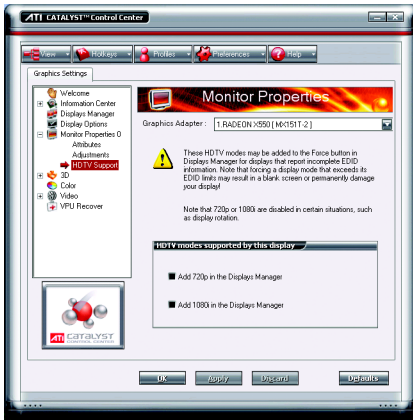 ATI CATALYST™ Control Center
View Hotkeys Profiles Preferences Help
Graphics Settings
Welcome
Information Center
Displays Manager
Display Options
Monitor Properties 0
Attributes
Adjustments
HDTV Support
3D
Color
Video
VPU Recover
ATI CATALYST
CONTROL CENTER
Monitor Properties
Graphics Adapter :
1.RADEON X550 ( MX151T-2 )
These HDTV modes may be added to the Force button in
Displays Manager for displays that report incomplete EDID
information. Note that forcing a display mode that exceeds its
EDID limits may result in a blank screen or permanently damage
your display!
Note that 720p or 1080i are disabled in certain situations, such
as display rotation.
HDTV modes supported by this display
Add 720p in the Displays Manager
Add 1080i in the Displays Manager
OK Apply Discard Defaults